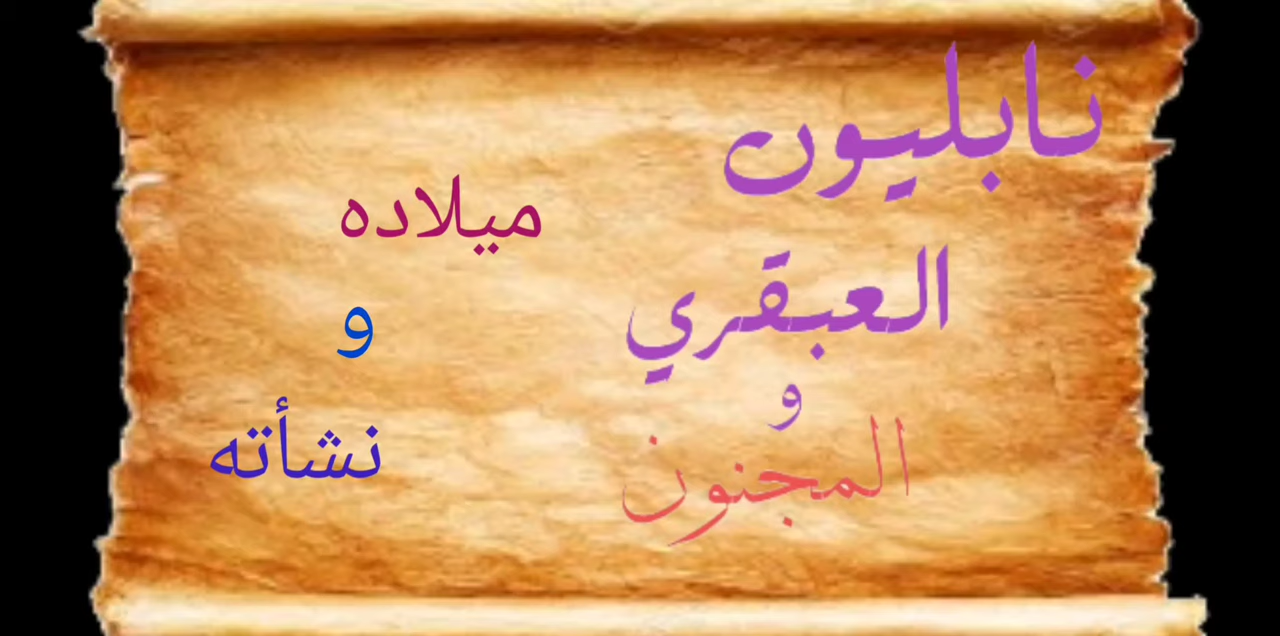 نابليون
العبقري
و
المجنون
ميلاده
و
نشأته